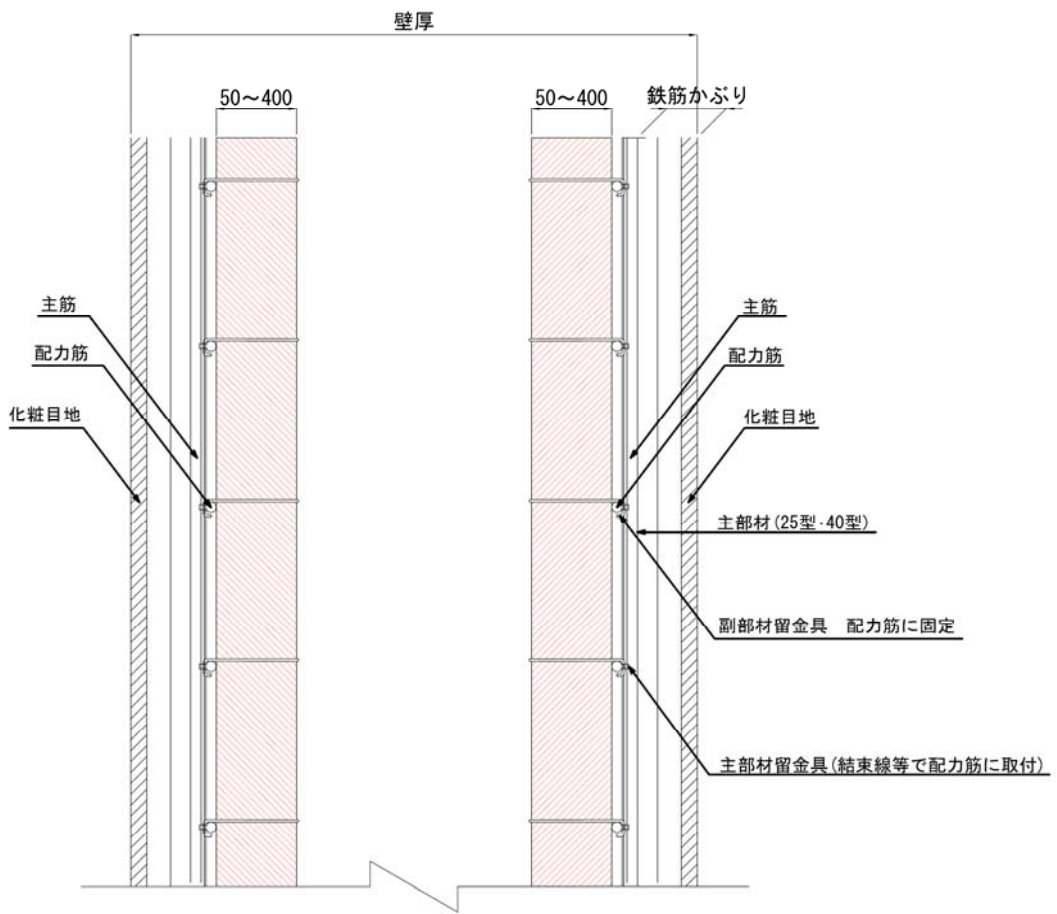 壁厚
50～400
50～400
鉄筋かぶり
主筋
配力筋
化粧目地
主筋
配力筋
化粧目地
主部材(25型･40型)
副部材留金具　配力筋に固定
主部材留金具(結束線等で配力筋に取付)